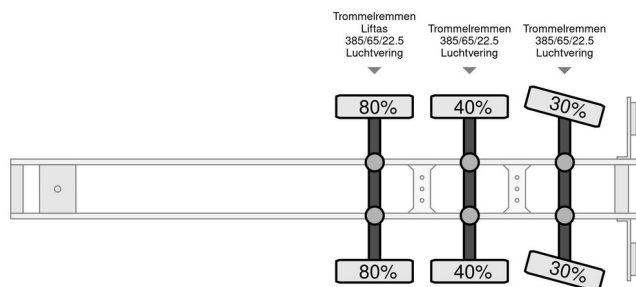 Trommelremmen
Liftas
385/65/22.5
Luchtvering
Trommelremmen
385/65/22.5
Luchtvering
Trommelremmen
385/65/22.5
Luchtvering
80%
40%
30%
80%
40%
30%